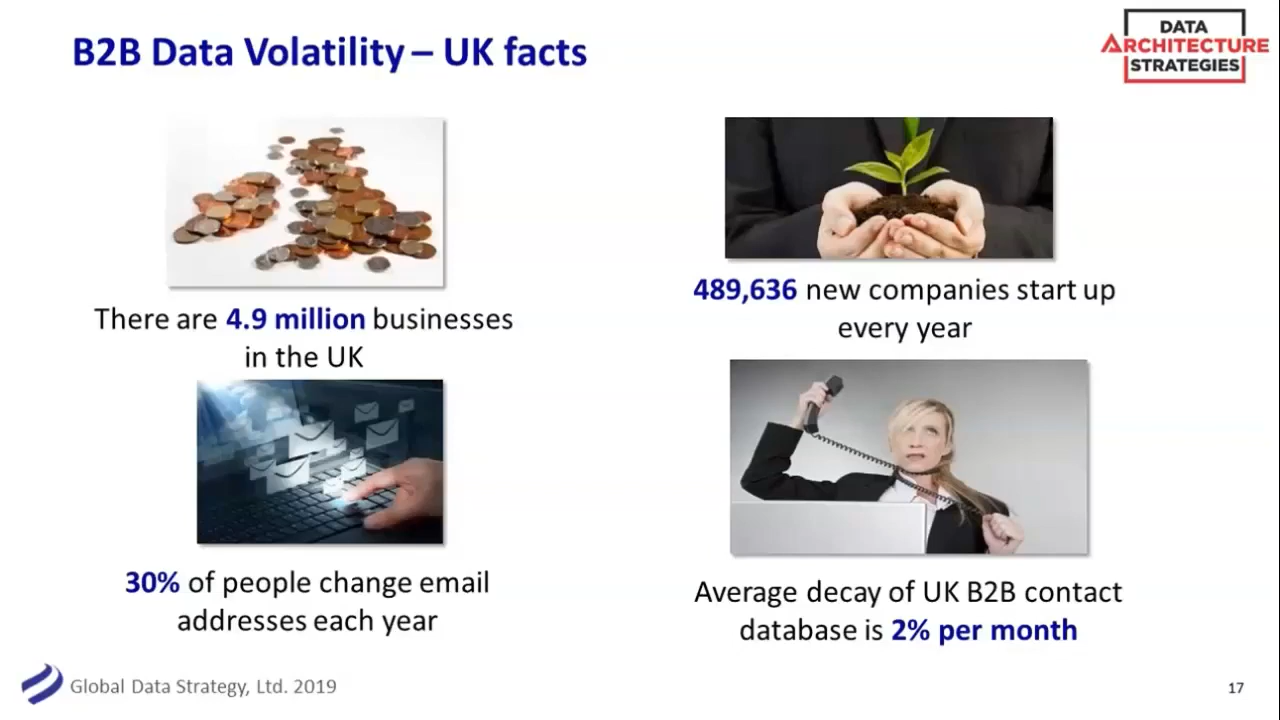 B2B Data Volatility – UK facts
DATA
ARCHITECTURE
STRATEGIES
There are 4.9 million businesses
in the UK
489,636 new companies start up
every year
30% of people change email
addresses each year
Average decay of UK B2B contact
database is 2% per month
Global Data Strategy, Ltd. 2019
17